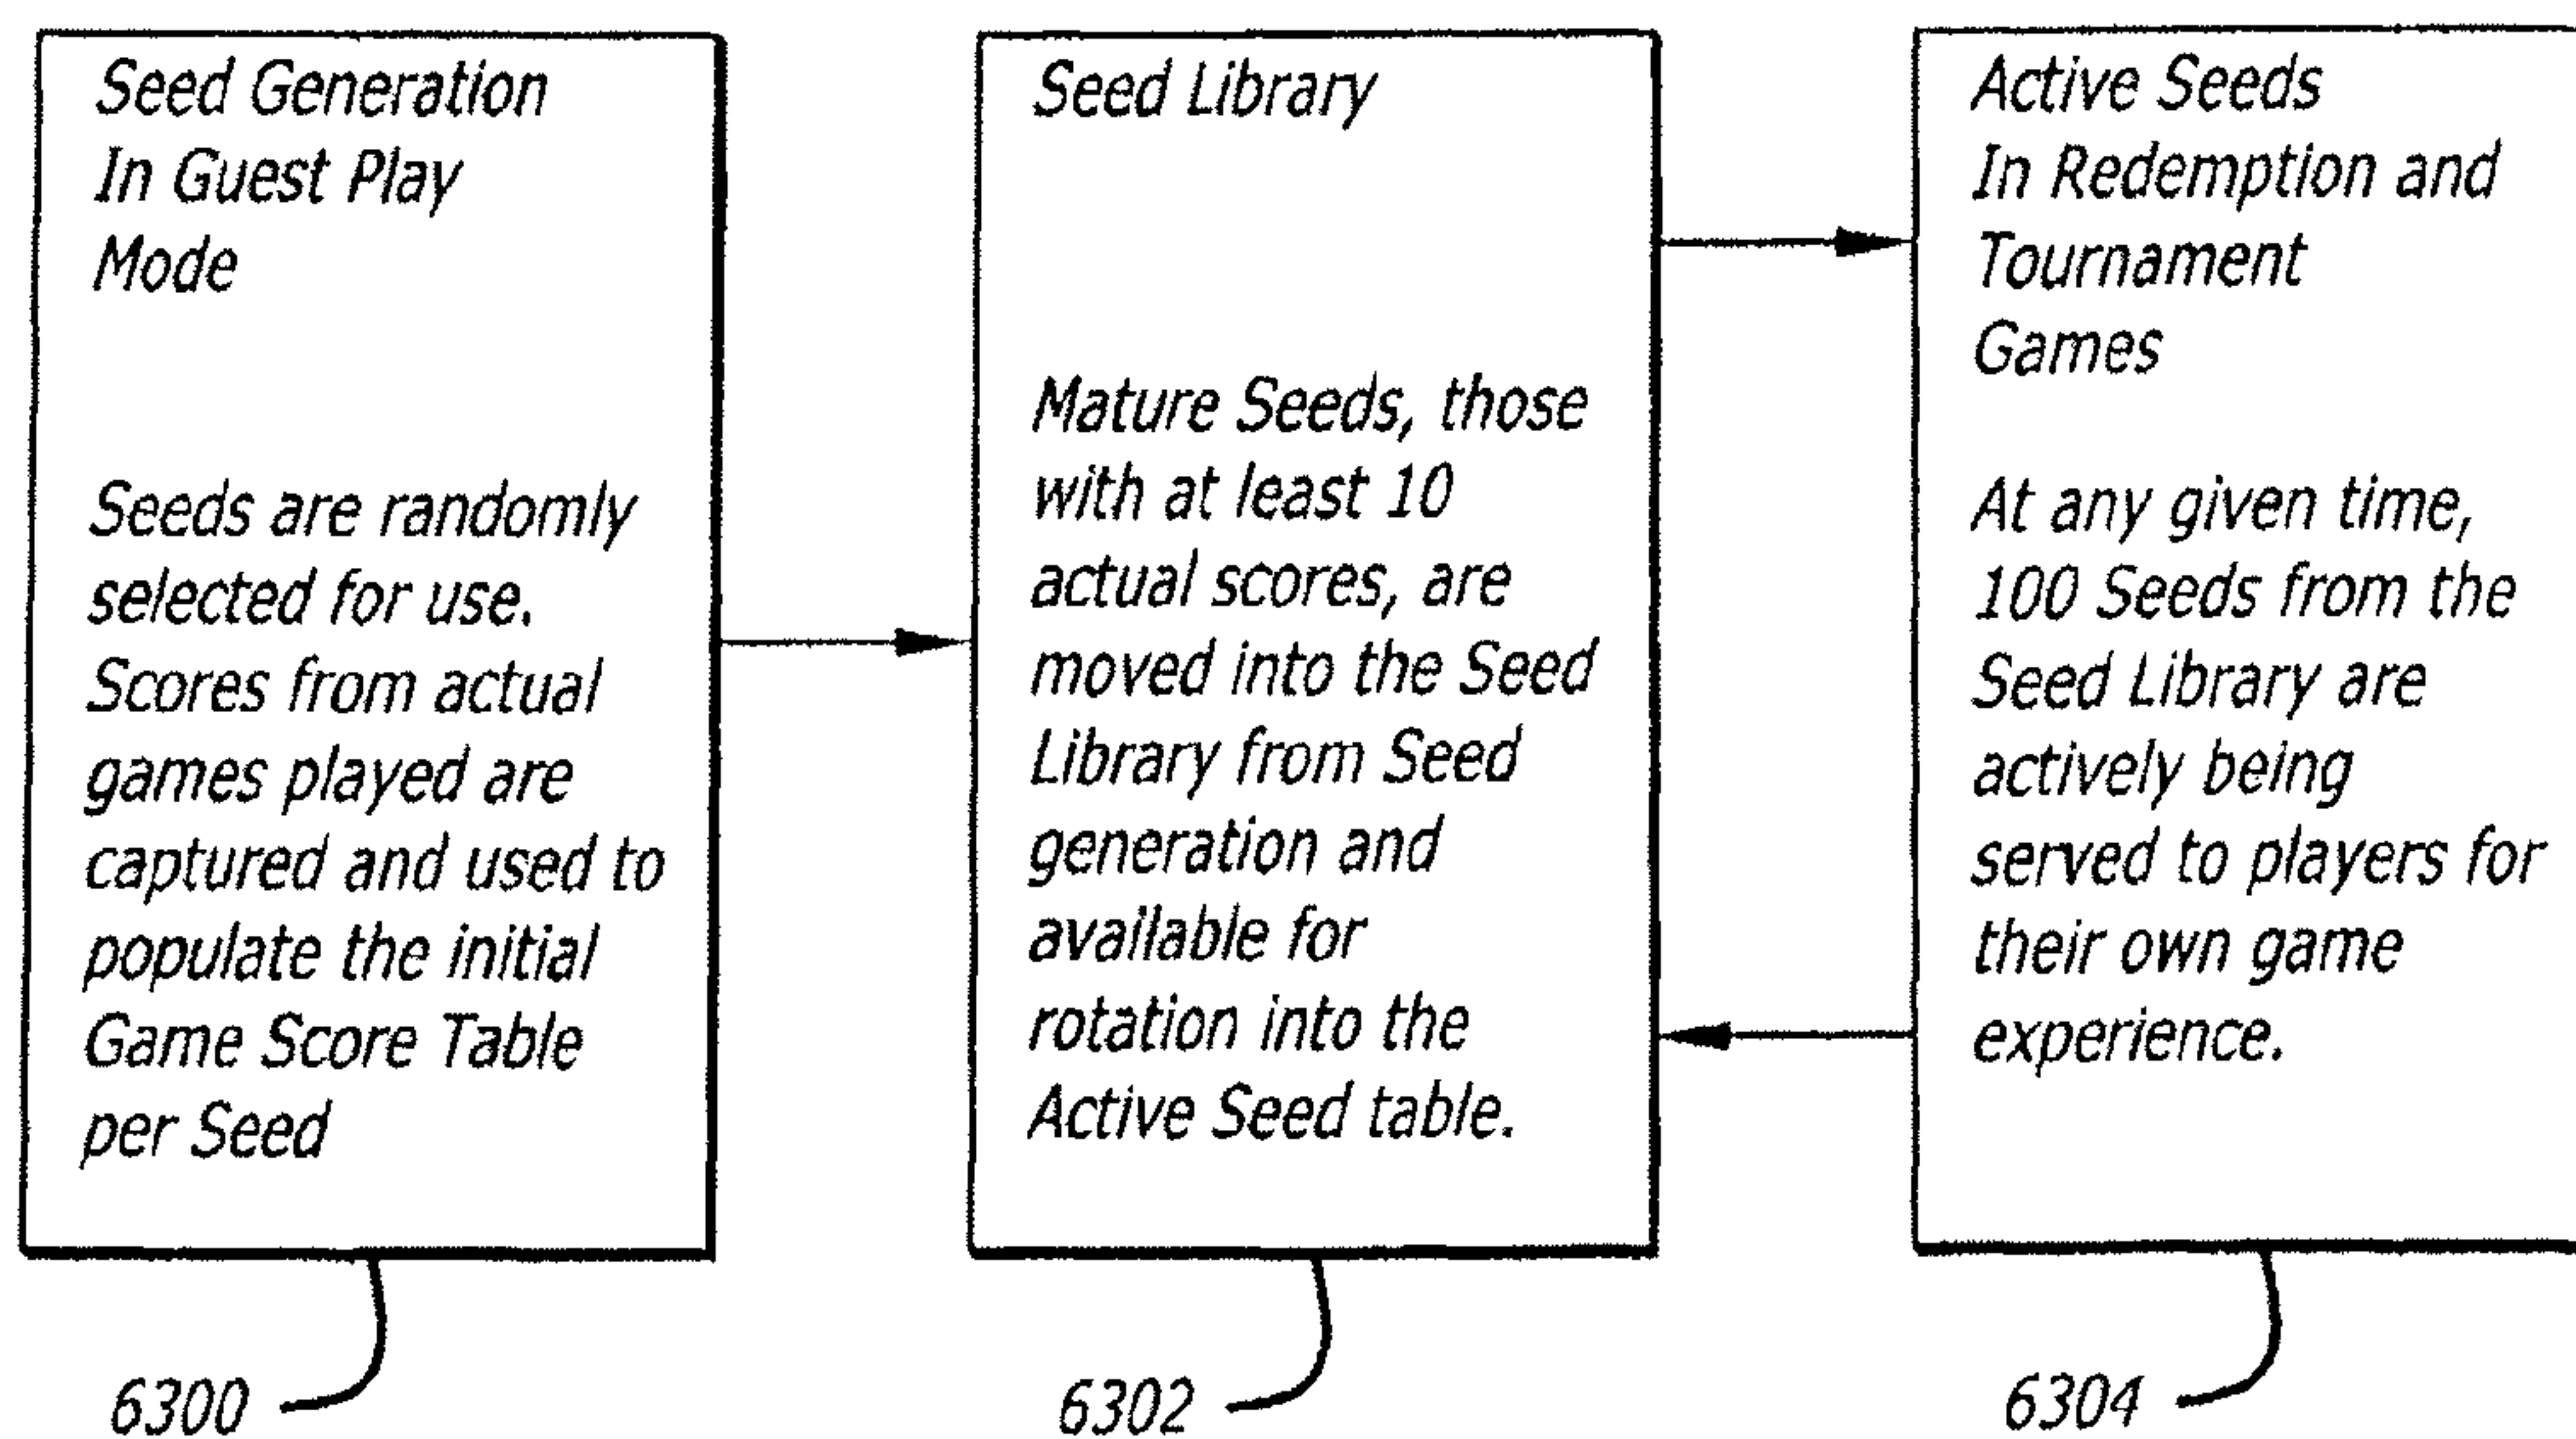 Seed Generation
In Guest Play
Mode
Seeds are randomly
selected for use.
Scores from actual
games played are
captured and used to
populate the initial
Game Score Table
per Seed
6300
Seed Library
Mature Seeds, those
with at least 10
actual scores, are
moved into the Seed
Library from Seed
generation and
available for
rotation into the
Active Seed table.
6302
Active Seeds
In Redemption and
Tournament
Games
At any given time,
100 Seeds from the
Seed Library are
actively being
served to players for
their own game
experience.
6304